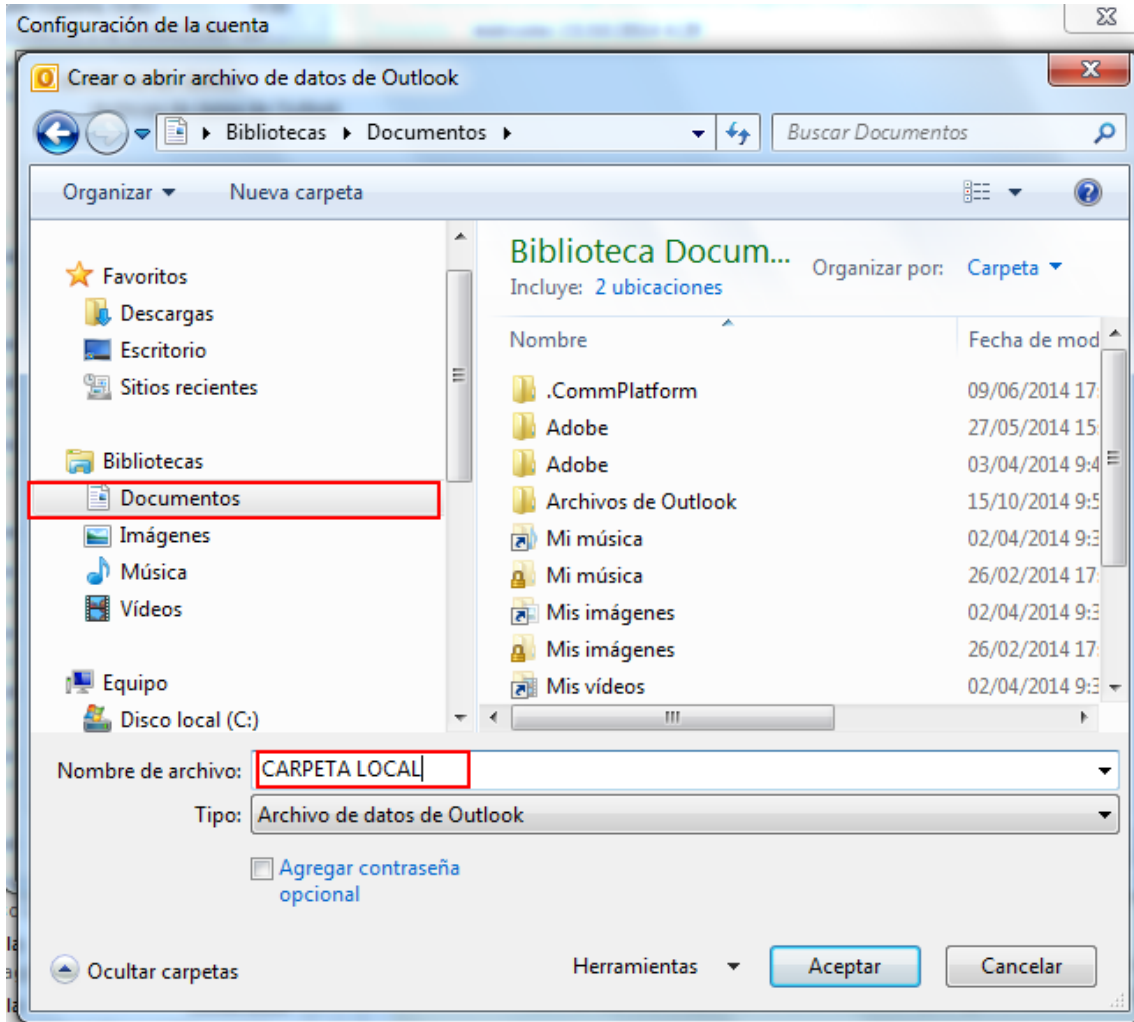 Configuración de la cuenta
Crear o abrir archivo de datos de Outlook
Bibliotecas Documentos
Buscar Documentos
Organizar Nueva carpeta
Favoritos
Descargas
Escritorio
Sitios recientes
Bibliotecas
Documentos
Imágenes
Música
Vídeos
Equipo
Disco local (C:)
Biblioteca Docum...
Incluye: 2 ubicaciones
Organizar por: Carpeta
Nombre Fecha de mod
.CommPlatform 09/06/2014 17:
Adobe 27/05/2014 15:
Adobe 03/04/2014 9:4
Archivos de Outlook 15/10/2014 9:5
Mi música 02/04/2014 9:3
Mi música 26/02/2014 17:
Mis imágenes 02/04/2014 9:3
Mis imágenes 26/02/2014 17:
Mis vídeos 02/04/2014 9:3
Nombre de archivo: CARPETA LOCAL
Tipo: Archivo de datos de Outlook
Agregar contraseña
opcional
Ocultar carpetas
Herramientas Aceptar Cancelar